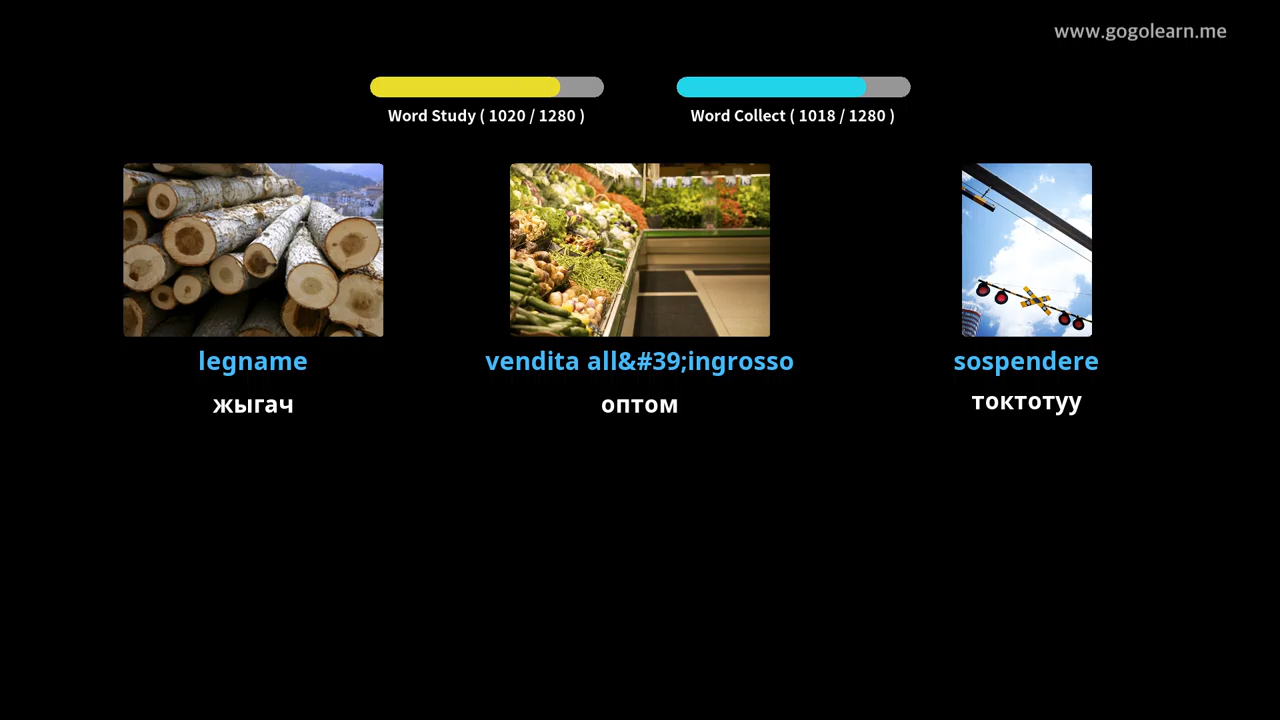 www.gogolearn.me
Word Study ( 1020 / 1280 )
Word Collect ( 1018 / 1280 )
legname
vendita all&#39;ingrosso
sospendere
жыгач
оптом
токтотуу